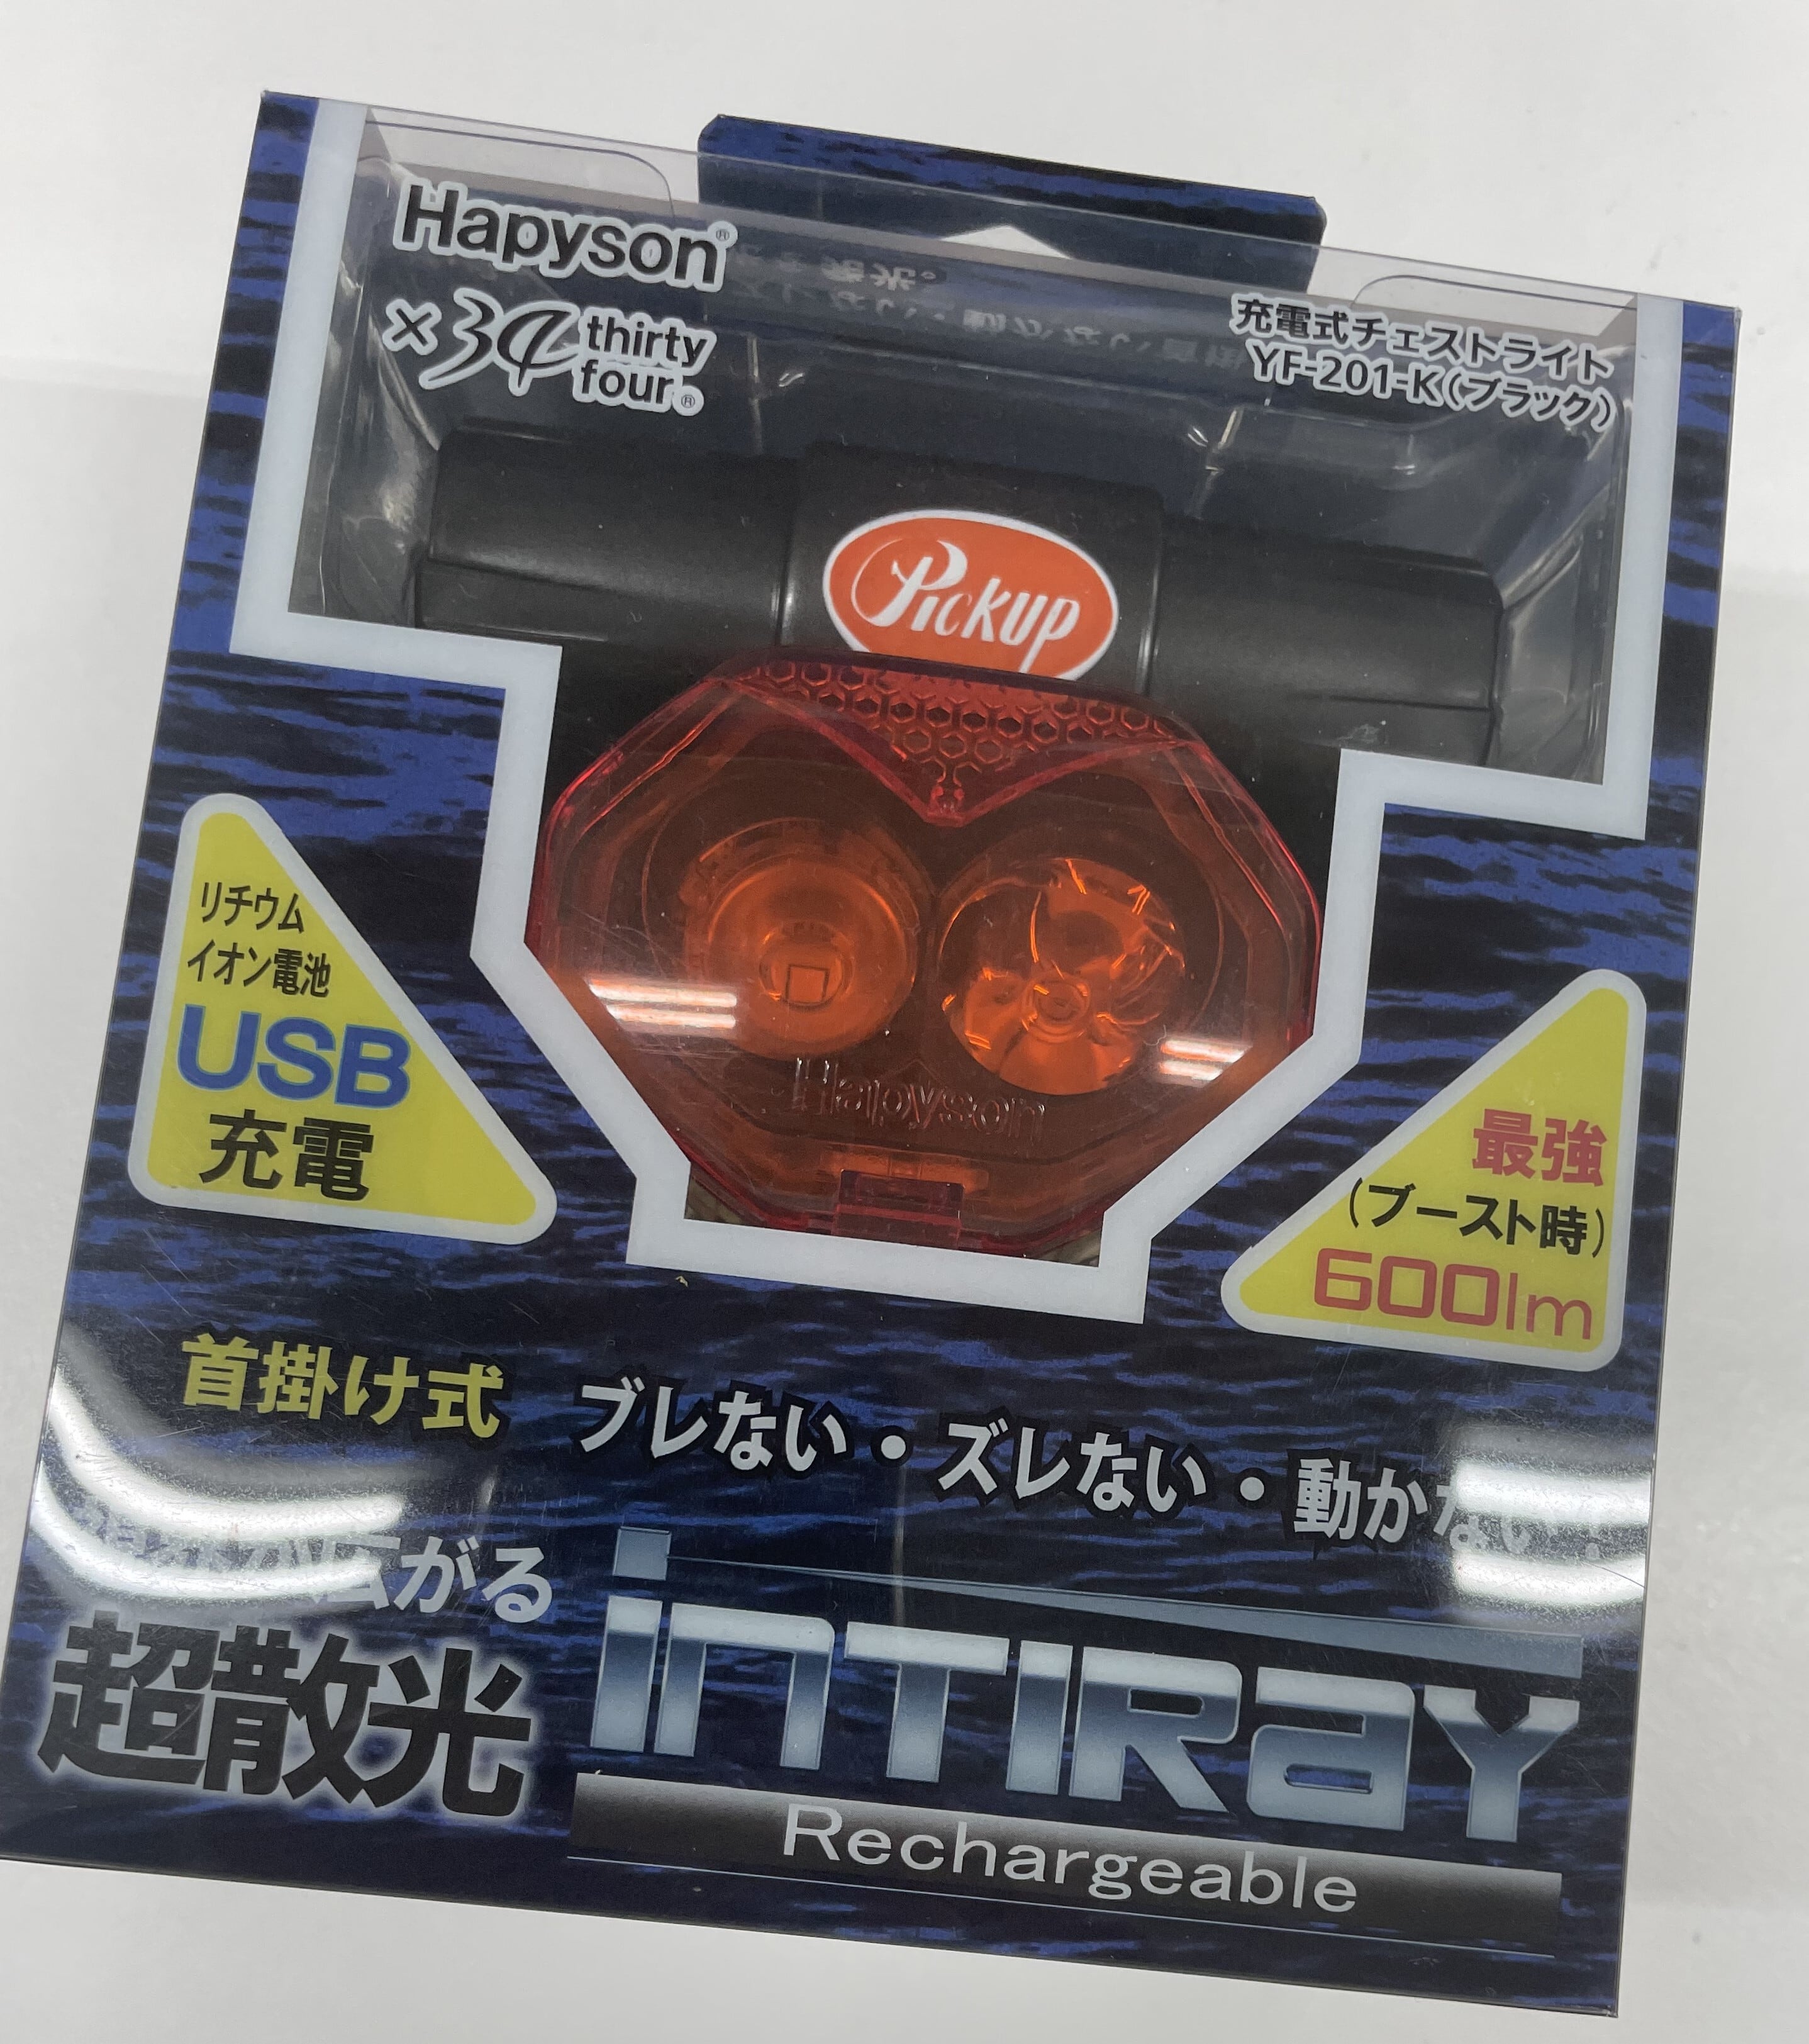 Hapyson®
×34 thirty
four®
充電式チェストライト
YF-201-K(ブラック)
Pickup
Hapyson
リチウム
イオン電池
USB
充電
最強
(ブースト時)
600lm
首掛け式 ブレない・ズレない・動かない!
広がる
超散光
INTIRAY
Rechargeable